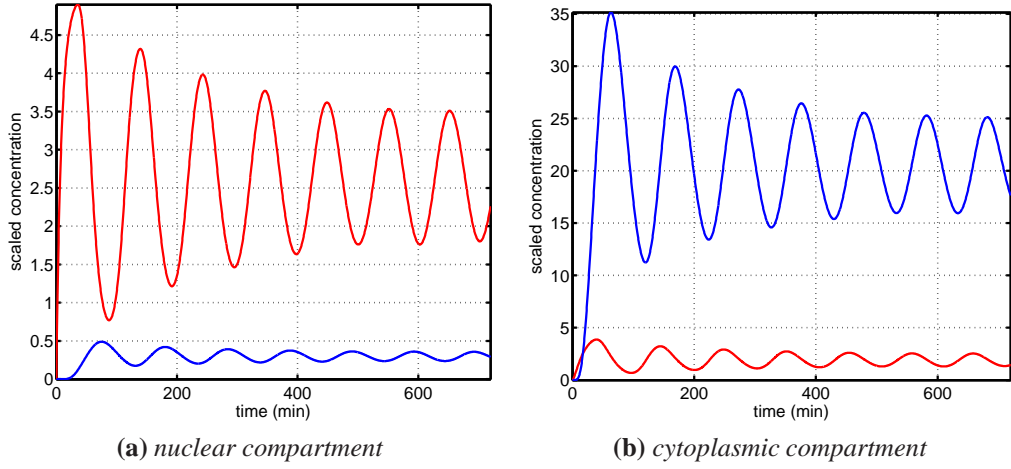 4.5
4
3.5
3
2.5
2
1.5
1
0.5
0
0 200 400 600
scaled concentration
time (min)
(a) nuclear compartment
35
30
25
20
15
10
5
0
0 200 400 600
scaled concentration
time (min)
(b) cytoplasmic compartment